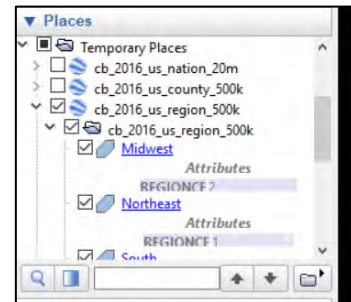 Places
Temporary Places
cb_2016_us_nation_20m
cb_2016_us_county_500k
cb_2016_us_region_500k
cb_2016_us_region_500k
Midwest
Attributes
REGIONCE 2
Northeast
Attributes
REGIONCE 1
South